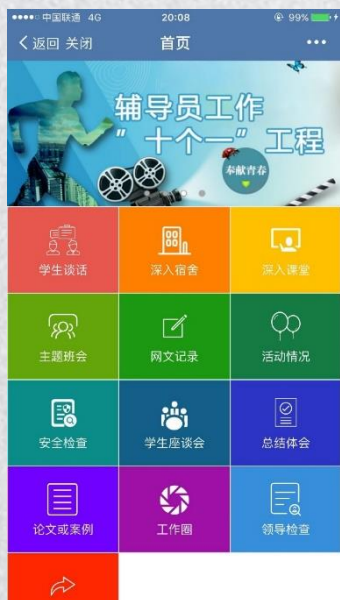 中国联通 4G 20:08 99%
返回 关闭 首页
辅导员工作
“十个一”工程
奉献青春
学生谈话 深入宿舍 深入课堂
主题班会 网文记录 活动情况
安全检查 学生座谈会 总结体会
论文或案例 工作圈 领导检查